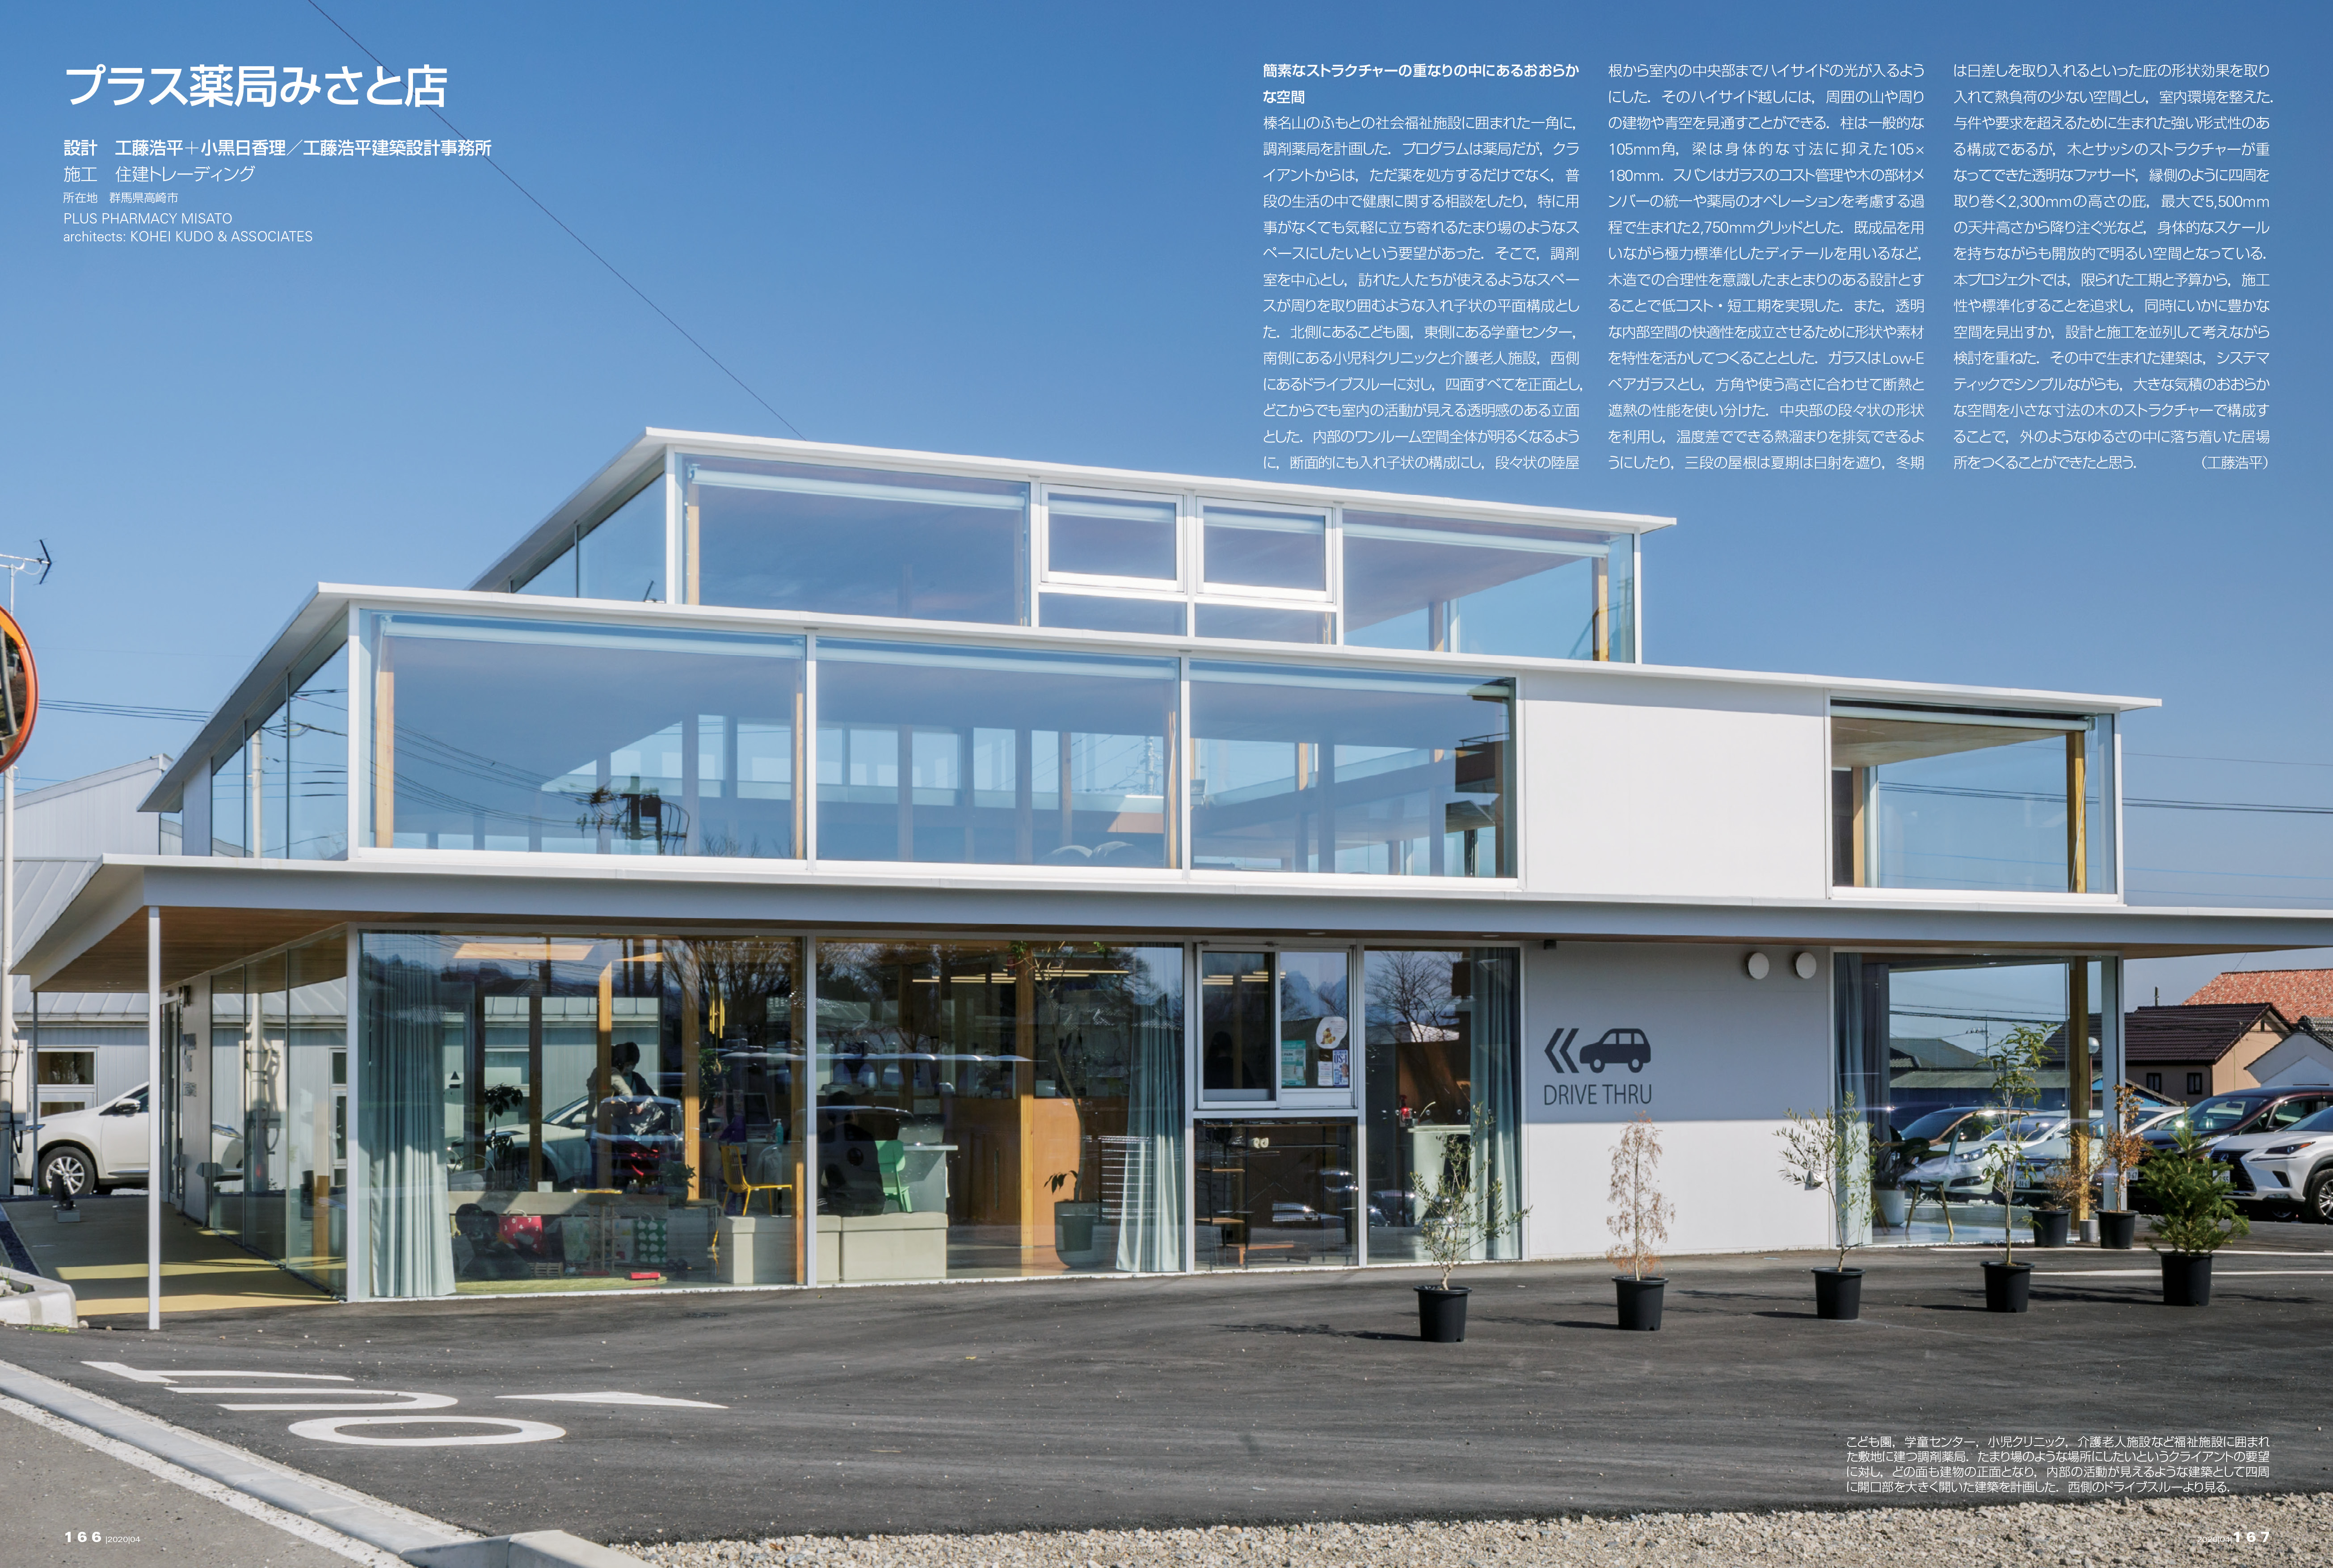 プラス薬局みさと店
設計　工藤浩平＋小黒日香理／工藤浩平建築設計事務所
施工　住建トレーディング
所在地　群馬県高崎市
PLUS PHARMACY MISATO
architects: KOHEI KUDO & ASSOCIATES
簡素なストラクチャーの重なりの中にあるおおらか
な空間
榛名山のふもとの社会福祉施設に囲まれた一角に，
調剤薬局を計画した．プログラムは薬局だが，クラ
イアントからは，ただ薬を処方するだけでなく，普
段の生活の中で健康に関する相談をしたり，特に用
事がなくても気軽に立ち寄れるたまり場のようなス
ペースにしたいという要望があった．そこで，調剤
室を中心とし，訪れた人たちが使えるようなスペー
スが周りを取り囲むような入れ子状の平面構成とし
た．北側にあるこども園，東側にある学童センター，
南側にある小児科クリニックと介護老人施設，西側
にあるドライブスルーに対し，四面すべてを正面とし，
どこからでも室内の活動が見える透明感のある立面
とした．内部のワンルーム空間全体が明るくなるよう
に，断面的にも入れ子状の構成にし，段々状の陸屋
根から室内の中央部までハイサイドの光が入るよう
にした．そのハイサイド越しには，周囲の山や周り
の建物や青空を見通すことができる．柱は一般的な
105mm角，梁は身体的な寸法に抑えた105×
180mm．スパンはガラスのコスト管理や木の部材メ
ンバーの統一や薬局のオペレーションを考慮する過
程で生まれた2,750mmグリッドとした．既成品を用
いながら極力標準化したディテールを用いるなど，
木造での合理性を意識したまとまりのある設計とす
ることで低コスト・短工期を実現した．また，透明
な内部空間の快適性を成立させるために形状や素材
を特性を活かしてつくることとした．ガラスはLow-E
ペアガラスとし，方角や使う高さに合わせて断熱と
遮熱の性能を使い分けた．中央部の段々状の形状
を利用し，温度差でできる熱溜まりを排気できるよ
うにしたり，三段の屋根は夏期は日射を遮り，冬期
は日差しを取り入れるといった庇の形状効果を取り
入れて熱負荷の少ない空間とし，室内環境を整えた．
与件や要求を超えるために生まれた強い形式性のあ
る構成であるが，木とサッシのストラクチャーが重
なってできた透明なファサード，縁側のように四周を
取り巻く2,300mmの高さの庇，最大で5,500mm
の天井高さから降り注ぐ光など，身体的なスケール
を持ちながらも開放的で明るい空間となっている．
本プロジェクトでは，限られた工期と予算から，施工
性や標準化することを追求し，同時にいかに豊かな
空間を見出すか，設計と施工を並列して考えながら
検討を重ねた．その中で生まれた建築は，システマ
ティックでシンプルながらも，大きな気積のおおらか
な空間を小さな寸法の木のストラクチャーで構成す
ることで，外のようなゆるさの中に落ち着いた居場
所をつくることができたと思う．　（工藤浩平）
DRIVE THRU
OUT
こども園，学童センター，小児クリニック，介護老人施設など福祉施設に囲まれ
た敷地に建つ調剤薬局．たまり場のような場所にしたいというクライアントの要望
に対し，どの面も建物の正面となり，内部の活動が見えるような建築として四周
に開口部を大きく開いた建築を計画した．西側のドライブスルーより見る．
166 |2020|04
2020|04|167